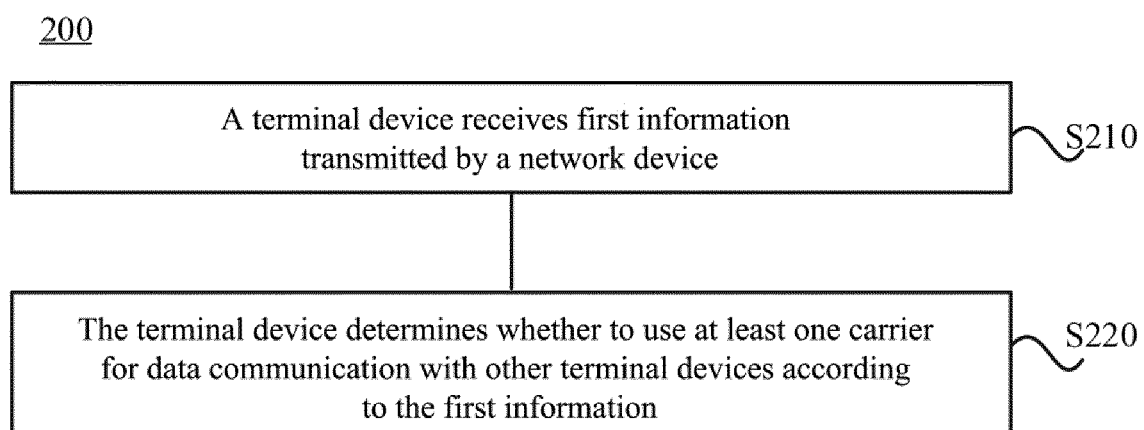 200
A terminal device receives first information
transmitted by a network device
S210
The terminal device determines whether to use at least one carrier
for data communication with other terminal devices according
to the first information
S220